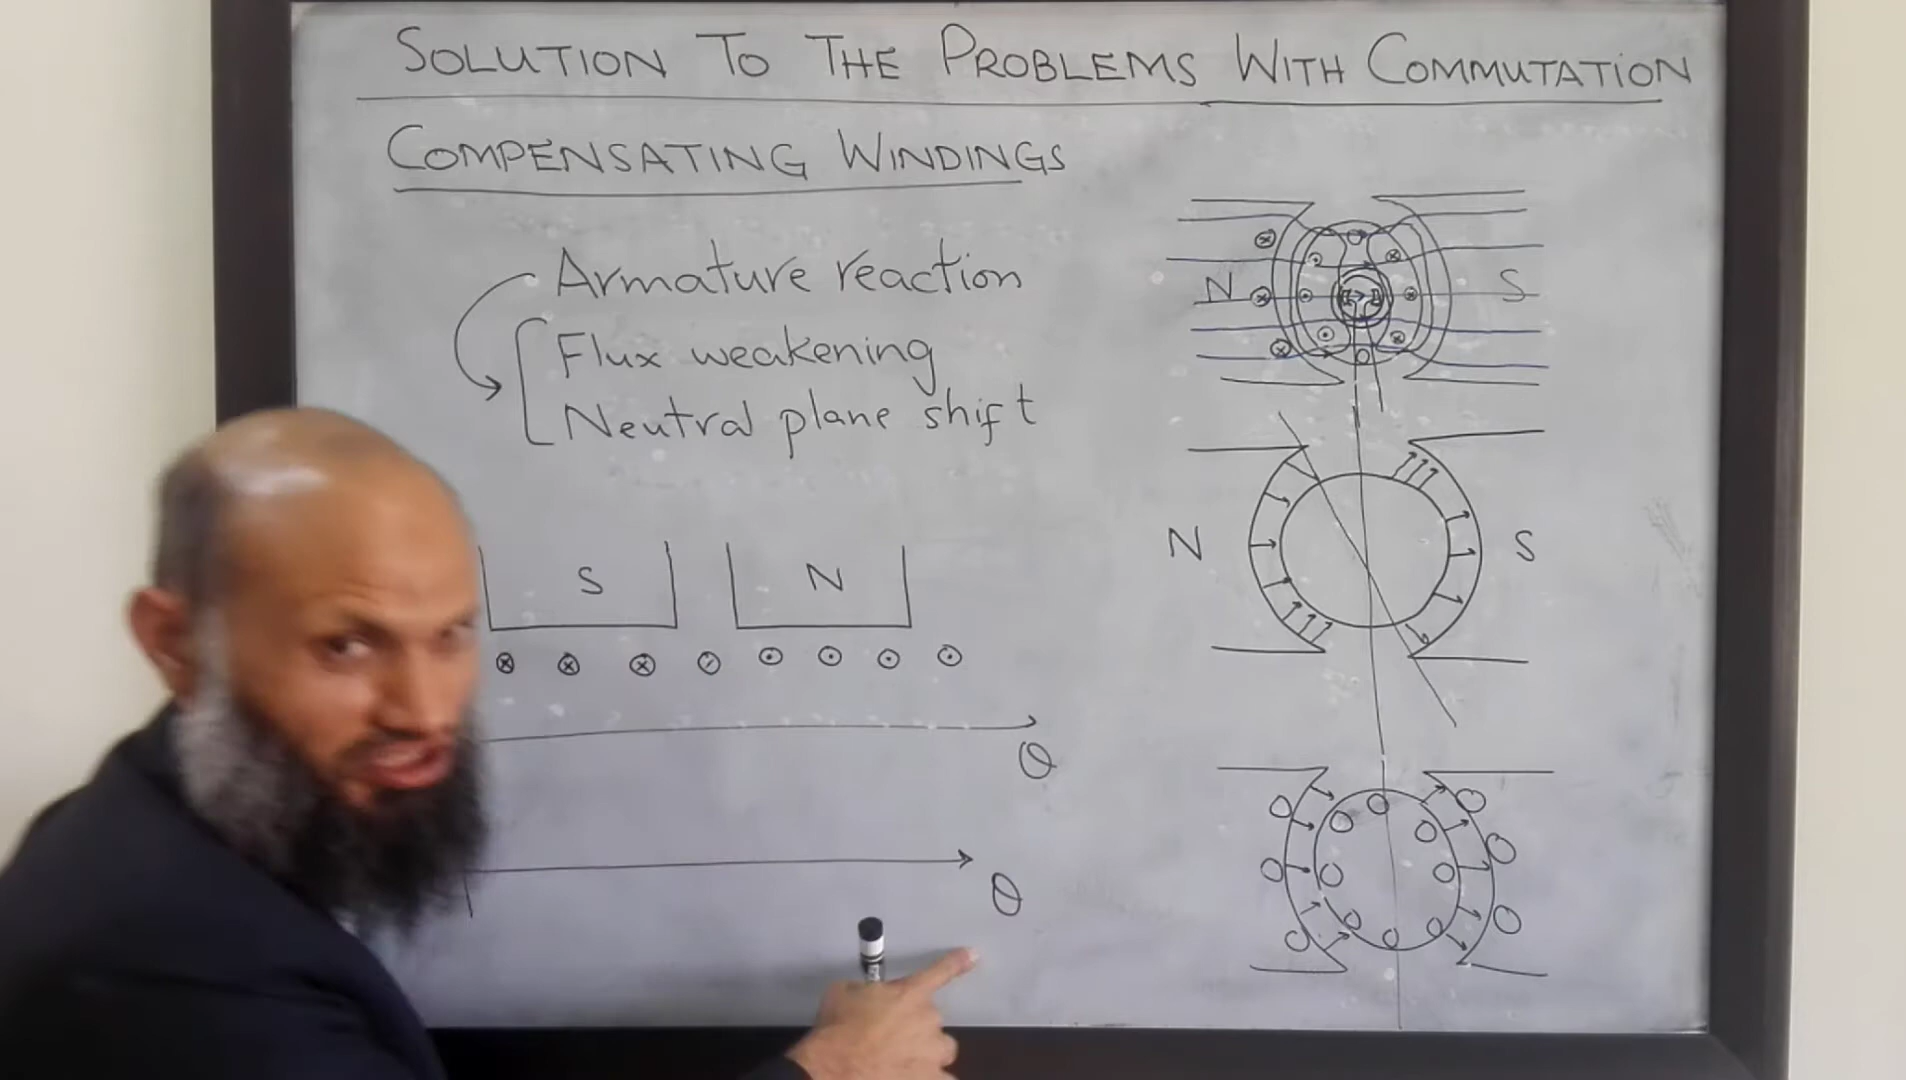 SOLUTION TO THE PROBLEMS WITH COMMUTATION
COMPENSATING WINDINGS
Armature reaction
Flux weakening
Neutral plane shift
N S
S N
N S
θ
θ